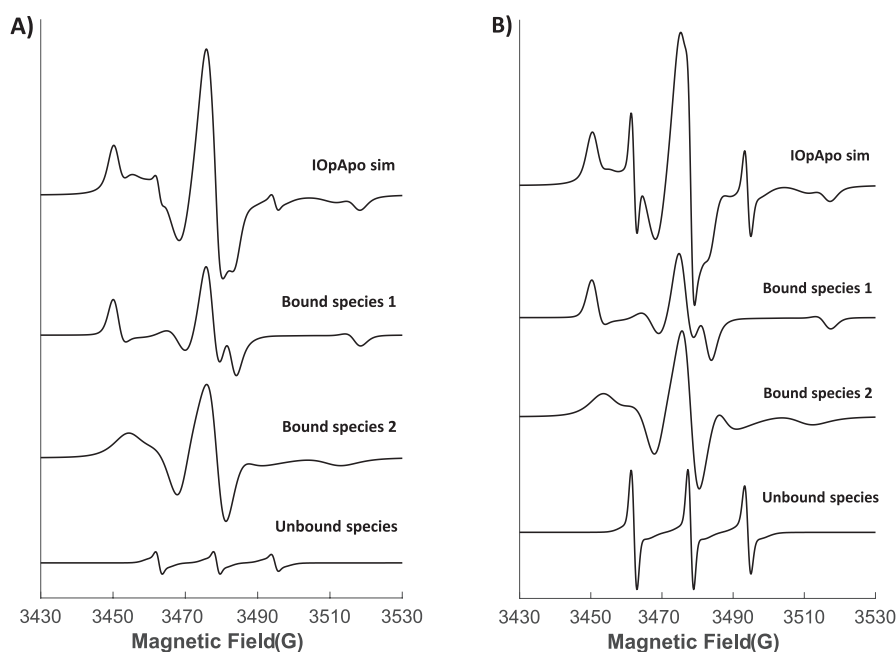 A)
IOpApo sim
Bound species 1
Bound species 2
Unbound species
3430 3450 3470 3490 3510 3530
Magnetic Field(G)
B)
IOpApo sim
Bound species 1
Bound species 2
Unbound species
3430 3450 3470 3490 3510 3530
Magnetic Field(G)